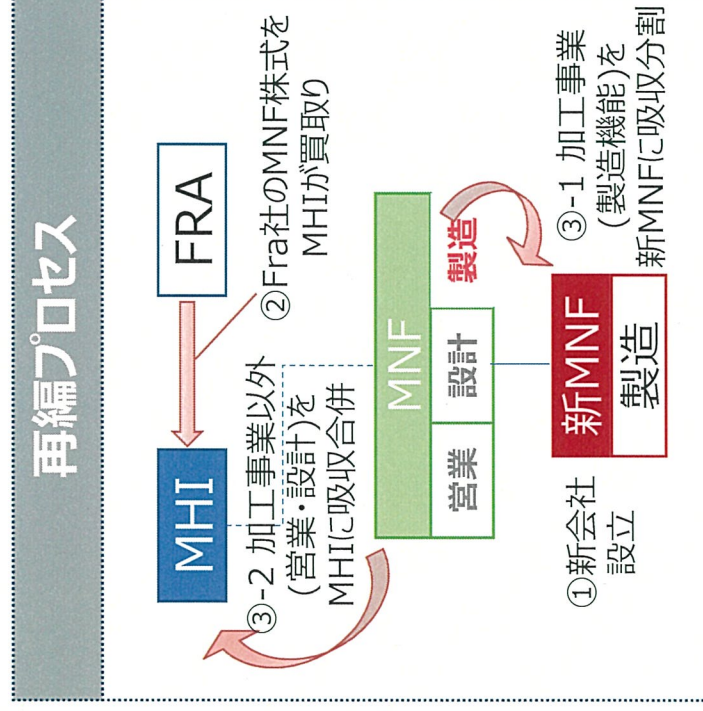 再編プロセス
MHI
FRA
②Fra社のMNF株式を
MHIが買取り
③-2 加工事業以外
(営業・設計)を
MHIに吸収合併
MNF
営業
設計
製造
③-1 加工事業
(製造機能)を
新MNFに吸収分割
①新会社
設立
新MNF
製造